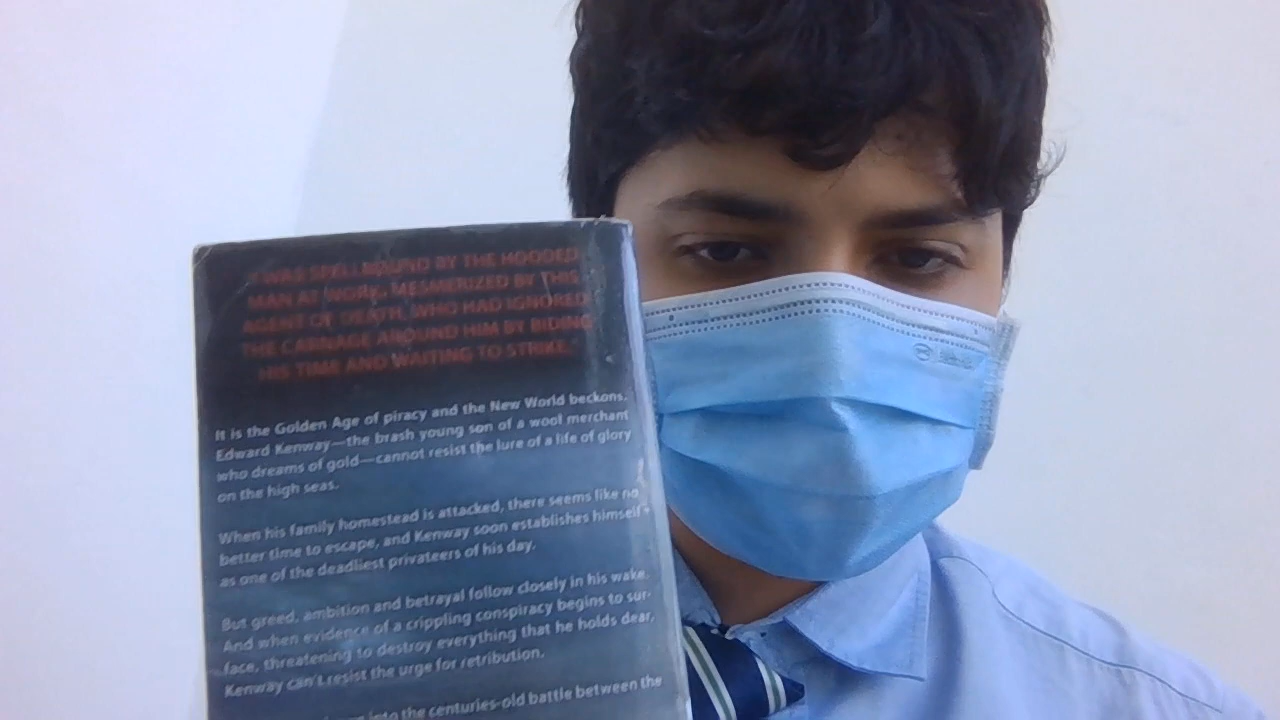 "I WAS SPELLBOUND BY THE HOODED
MAN AT WORK, MESMERIZED BY THIS
AGENT OF DEATH, WHO HAD IGNORED
THE CARNAGE AROUND HIM BY BIDING
HIS TIME AND WAITING TO STRIKE."
It is the Golden Age of piracy and the New World beckons.
Edward Kenway—the brash young son of a wool merchant
who dreams of gold—cannot resist the lure of a life of glory
on the high seas.
When his family homestead is attacked, there seems like no
better time to escape, and Kenway soon establishes himself
as one of the deadliest privateers of his day.
But greed, ambition and betrayal follow closely in his wake.
And when evidence of a crippling conspiracy begins to sur-
face, threatening to destroy everything that he holds dear,
Kenway can't resist the urge for retribution.
into the centuries-old battle between the